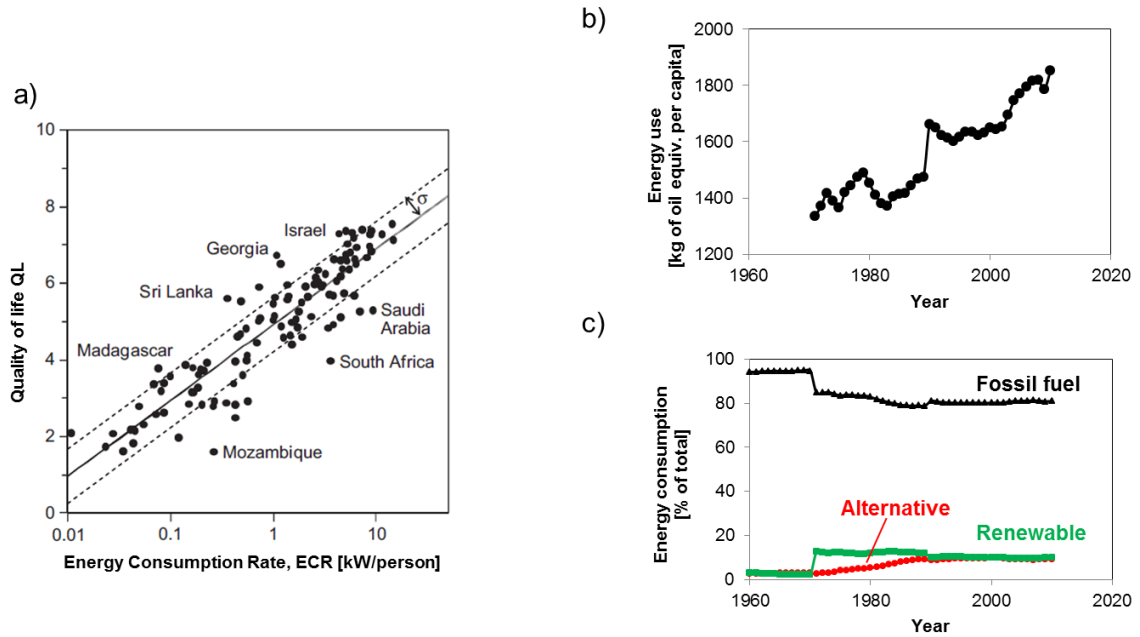 a)
Quality of life QL
10
8
6
4
2
0
σ
Israel
Georgia
Sri Lanka
Saudi
Arabia
Madagascar
South Africa
Mozambique
0.01
0.1
1
10
Energy Consumption Rate, ECR [kW/person]
b)
Energy use
[kg of oil equiv. per capita]
2000
1800
1600
1400
1200
1960
1980
2000
2020
Year
c)
Energy consumption
[% of total]
100
80
60
40
20
0
Fossil fuel
Alternative
Renewable
1960
1980
2000
2020
Year